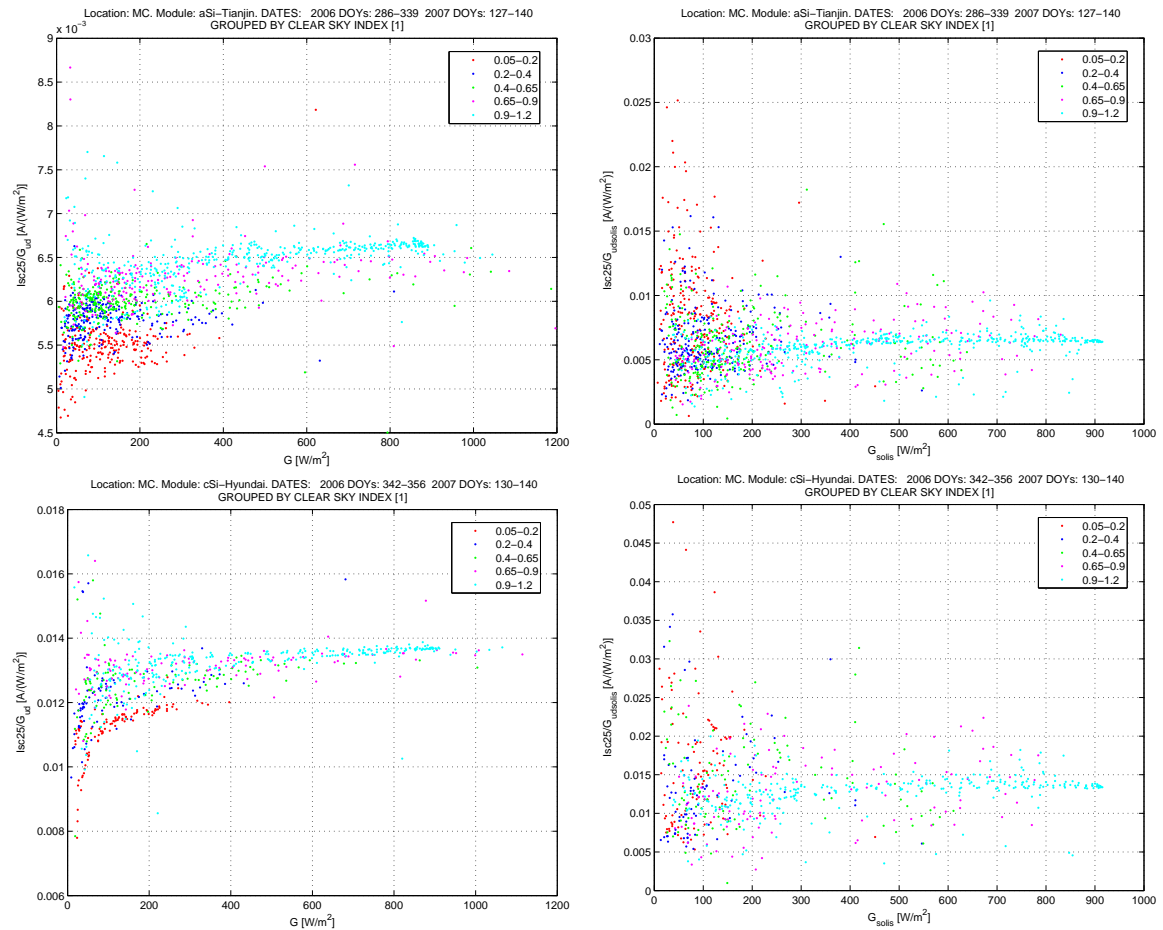 Location: MC. Module: aSi−Tianjin. DATES: 2006 DOYs: 286−339 2007 DOYs: 127−140
GROUPED BY CLEAR SKY INDEX [1]
x 10^-3
9
8.5
8
7.5
7
6.5
6
5.5
5
4.5
Isc25/G_ud [A/(W/m^2)]
0.05−0.2
0.2−0.4
0.4−0.65
0.65−0.9
0.9−1.2
0 200 400 600 800 1000 1200
G [W/m^2]
Location: MC. Module: aSi−Tianjin. DATES: 2006 DOYs: 286−339 2007 DOYs: 127−140
GROUPED BY CLEAR SKY INDEX [1]
0.03
0.025
0.02
0.015
0.01
0.005
0
Isc25/G_udsolis [A/(W/m^2)]
0.05−0.2
0.2−0.4
0.4−0.65
0.65−0.9
0.9−1.2
0 100 200 300 400 500 600 700 800 900 1000
G_solis [W/m^2]
Location: MC. Module: cSi−Hyundai. DATES: 2006 DOYs: 342−356 2007 DOYs: 130−140
GROUPED BY CLEAR SKY INDEX [1]
0.018
0.016
0.014
0.012
0.01
0.008
0.006
Isc25/G_ud [A/(W/m^2)]
0.05−0.2
0.2−0.4
0.4−0.65
0.65−0.9
0.9−1.2
0 200 400 600 800 1000 1200
G [W/m^2]
Location: MC. Module: cSi−Hyundai. DATES: 2006 DOYs: 342−356 2007 DOYs: 130−140
GROUPED BY CLEAR SKY INDEX [1]
0.05
0.045
0.04
0.035
0.03
0.025
0.02
0.015
0.01
0.005
0
Isc25/G_udsolis [A/(W/m^2)]
0.05−0.2
0.2−0.4
0.4−0.65
0.65−0.9
0.9−1.2
0 100 200 300 400 500 600 700 800 900 1000
G_solis [W/m^2]